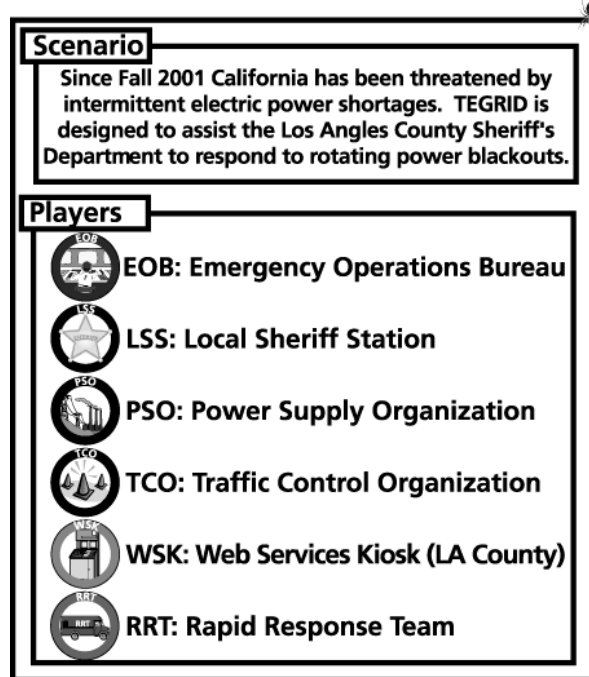 Scenario
Since Fall 2001 California has been threatened by
intermittent electric power shortages. TEGRID is
designed to assist the Los Angles County Sheriff's
Department to respond to rotating power blackouts.
Players
EOB
EOB: Emergency Operations Bureau
LSS
LSS: Local Sheriff Station
PSO
PSO: Power Supply Organization
TCO
TCO: Traffic Control Organization
WSK
WSK: Web Services Kiosk (LA County)
RRT
RRT
RRT: Rapid Response Team